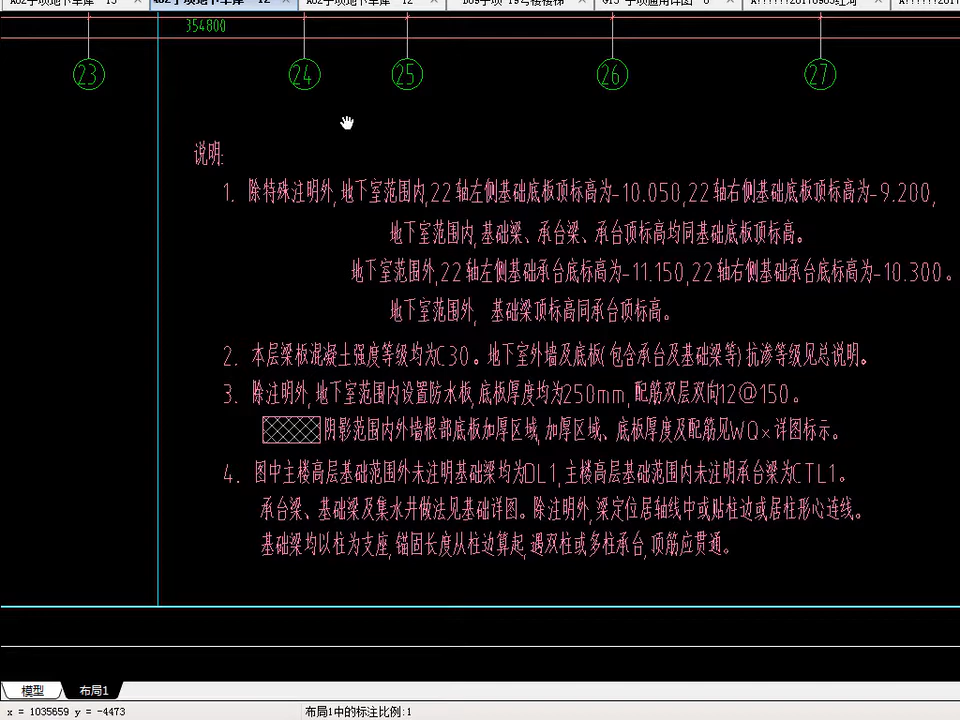 354800
23 24 25 26 27
说明:
1. 除特殊注明外,地下室范围内,22轴左侧基础底板顶标高为-10.050,22轴右侧基础底板顶标高为-9.200,
地下室范围内,基础梁、承台梁、承台顶标高均同基础底板顶标高。
地下室范围外,22轴左侧基础承台底标高为-11.150,22轴右侧基础承台底标高为-10.300。
地下室范围外, 基础梁顶标高同承台顶标高。
2. 本层梁板混凝土强度等级均为C30。地下室外墙及底板(包含承台及基础梁等)抗渗等级见总说明。
3. 除注明外,地下室范围内设置防水板,底板厚度均为250mm,配筋双层双向12@150。
阴影范围内外墙根部底板加厚区域,加厚区域、底板厚度及配筋见WQ×详图标示。
4. 图中主楼高层基础范围外未注明基础梁均为DL1,主楼高层基础范围内未注明承台梁为CTL1。
承台梁、基础梁及集水井做法见基础详图。除注明外,梁定位居轴线中或贴柱边或居柱形心连线。
基础梁均以柱为支座,锚固长度从柱边算起,遇双柱或多柱承台,顶筋应贯通。
模型 布局1
x = 1035659 y = -4473 布局1中的标注比例:1